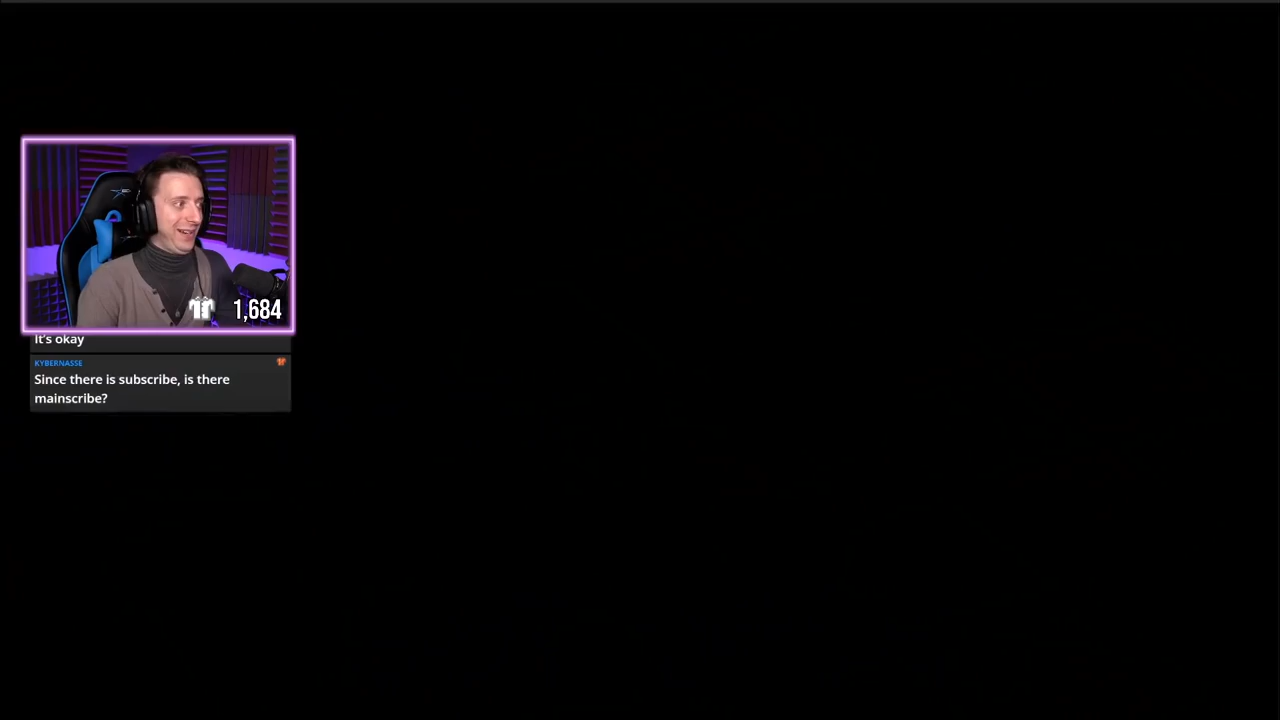 1,684
It's okay
KYBERNASSE
Since there is subscribe, is there
mainscribe?